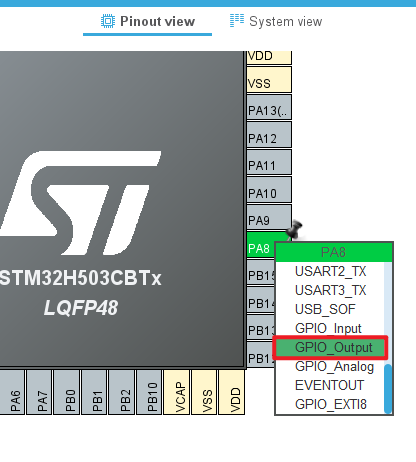 Pinout view
System view
VDD
VSS
PA13(..
PA12
PA11
PA10
PA9
PA8
PB15
PB14
PB13
STM32H503CBTx
LQFP48
PA8
USART2_TX
USART3_TX
USB_SOF
GPIO_Input
GPIO_Output
GPIO_Analog
EVENTOUT
GPIO_EXTI8
PA6
PA7
PB0
PB1
PB2
PB10
VCAP
VSS
VDD